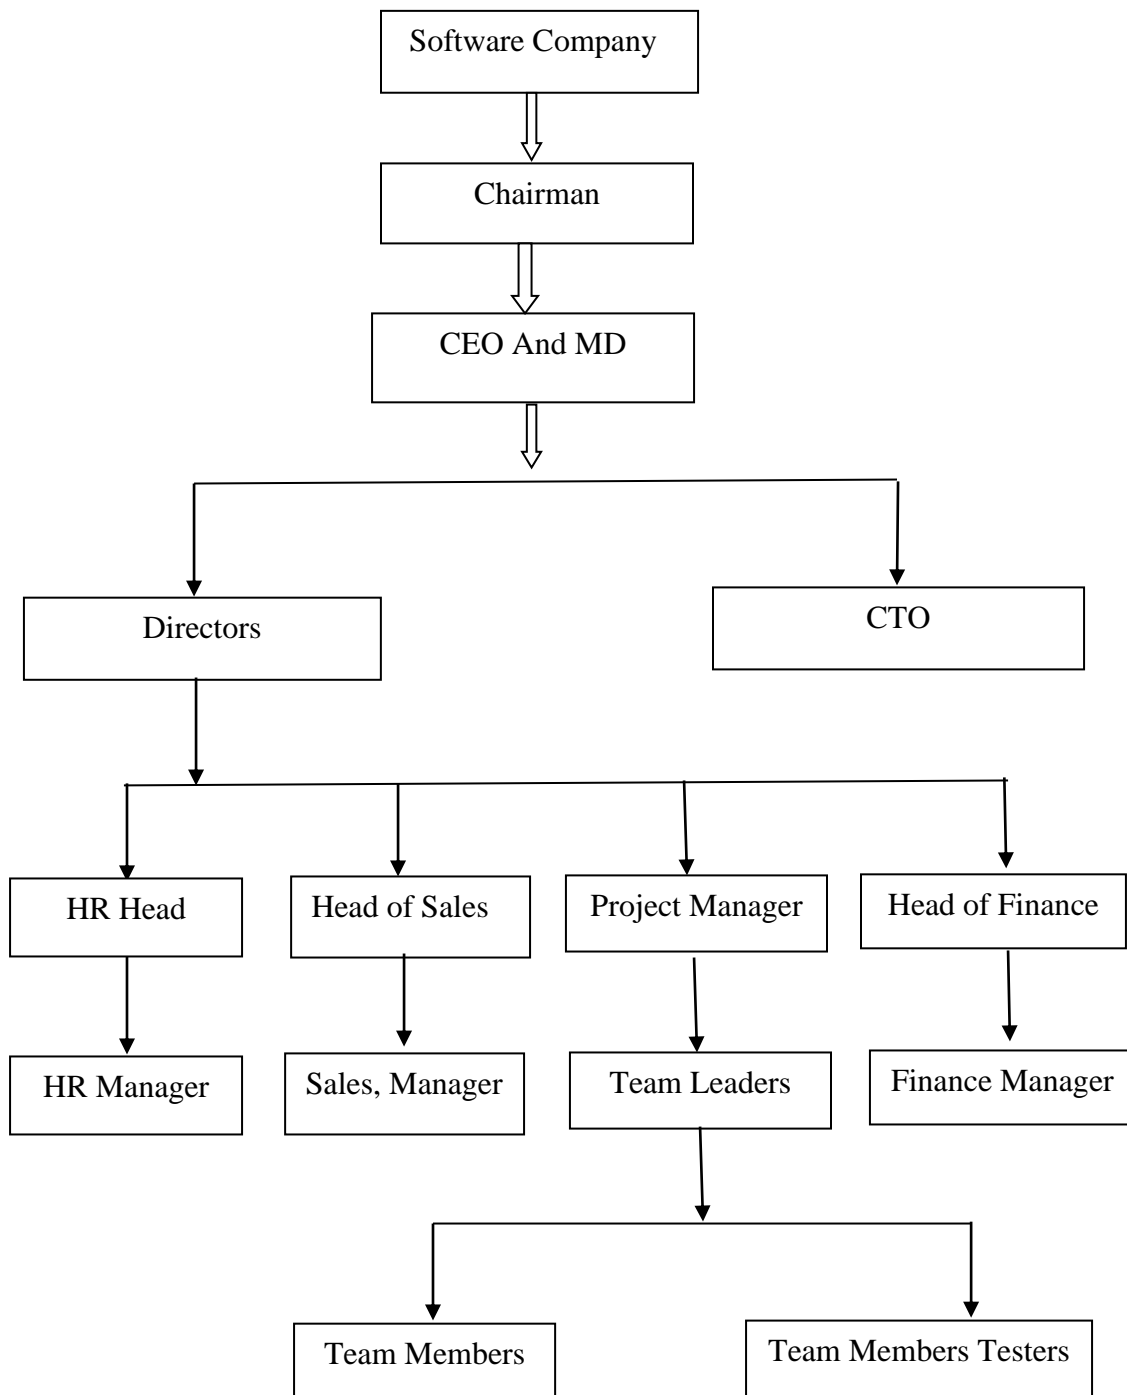 Software Company
Chairman
CEO And MD
Directors
CTO
HR Head
Head of Sales
Project Manager
Head of Finance
HR Manager
Sales, Manager
Team Leaders
Finance Manager
Team Members
Team Members Testers